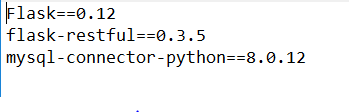 Flask==0.12
flask-restful==0.3.5
mysql-connector-python==8.0.12